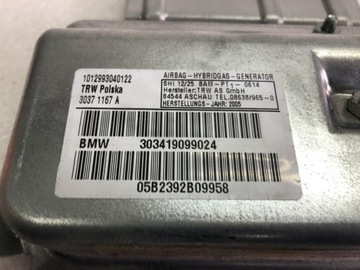 1012993040122
TRW Polska
3037 1167 A
AIRBAG-HYBRIDGAS-GENERATOR
SHI 12/25 BAM-PT1-0614
Hersteller:TRW AS GmbH
84544 ASCHAU TEL.08638/965-0
HERSTELLUNGS-JAHR: 2005
BMW 303419099024
05B2392B09958